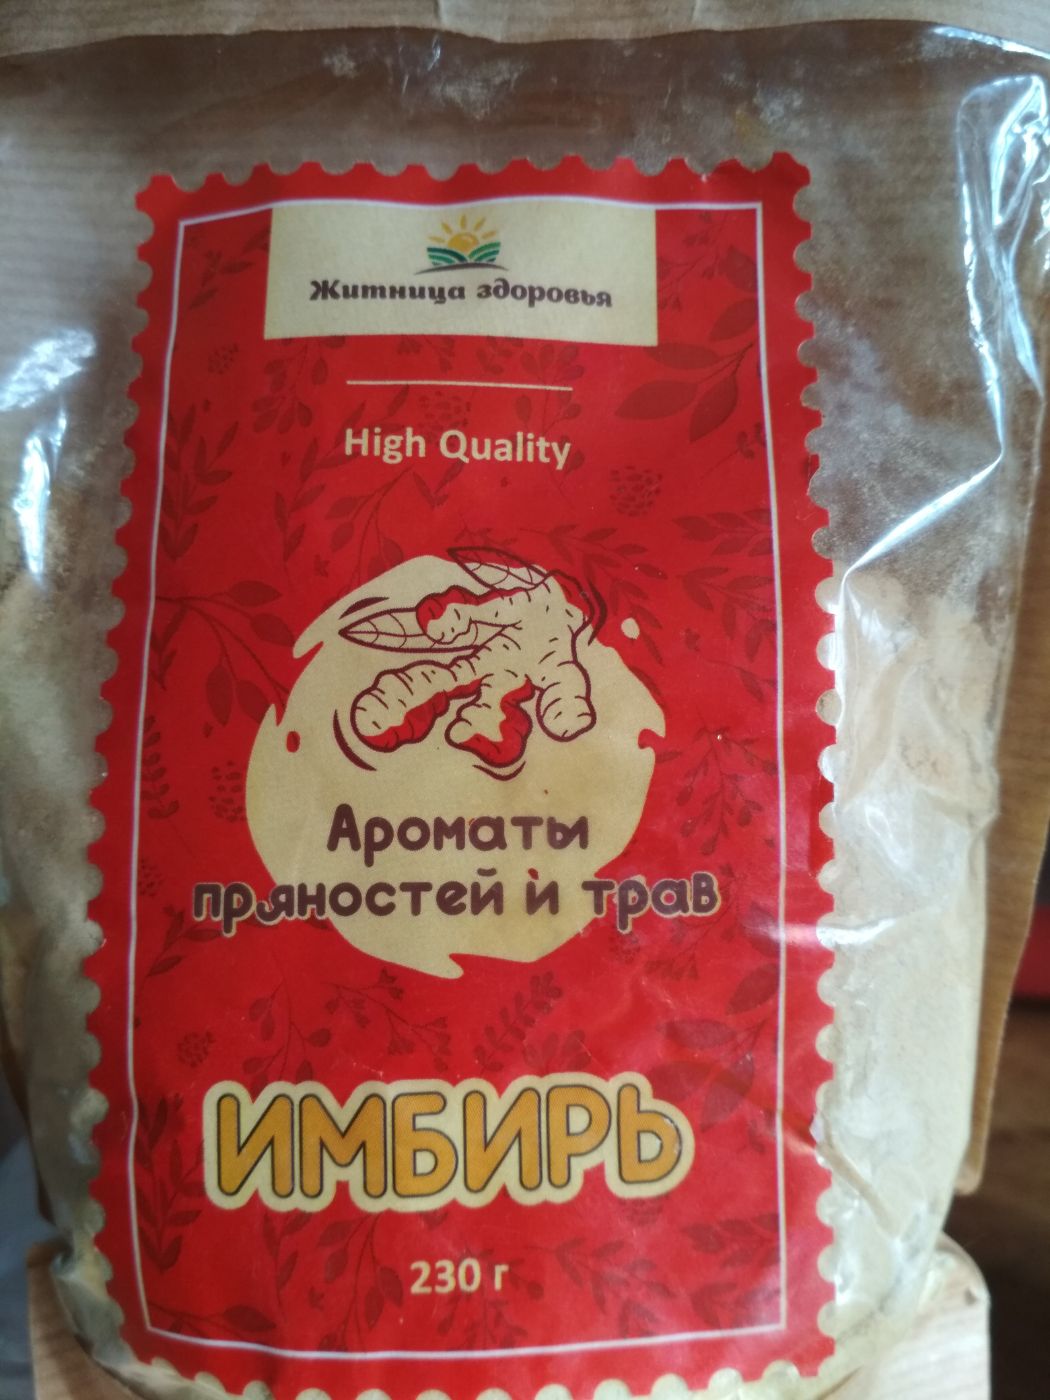 Житница здоровья
High Quality
Ароматы
пряностей и трав
ИМБИРЬ
230 г